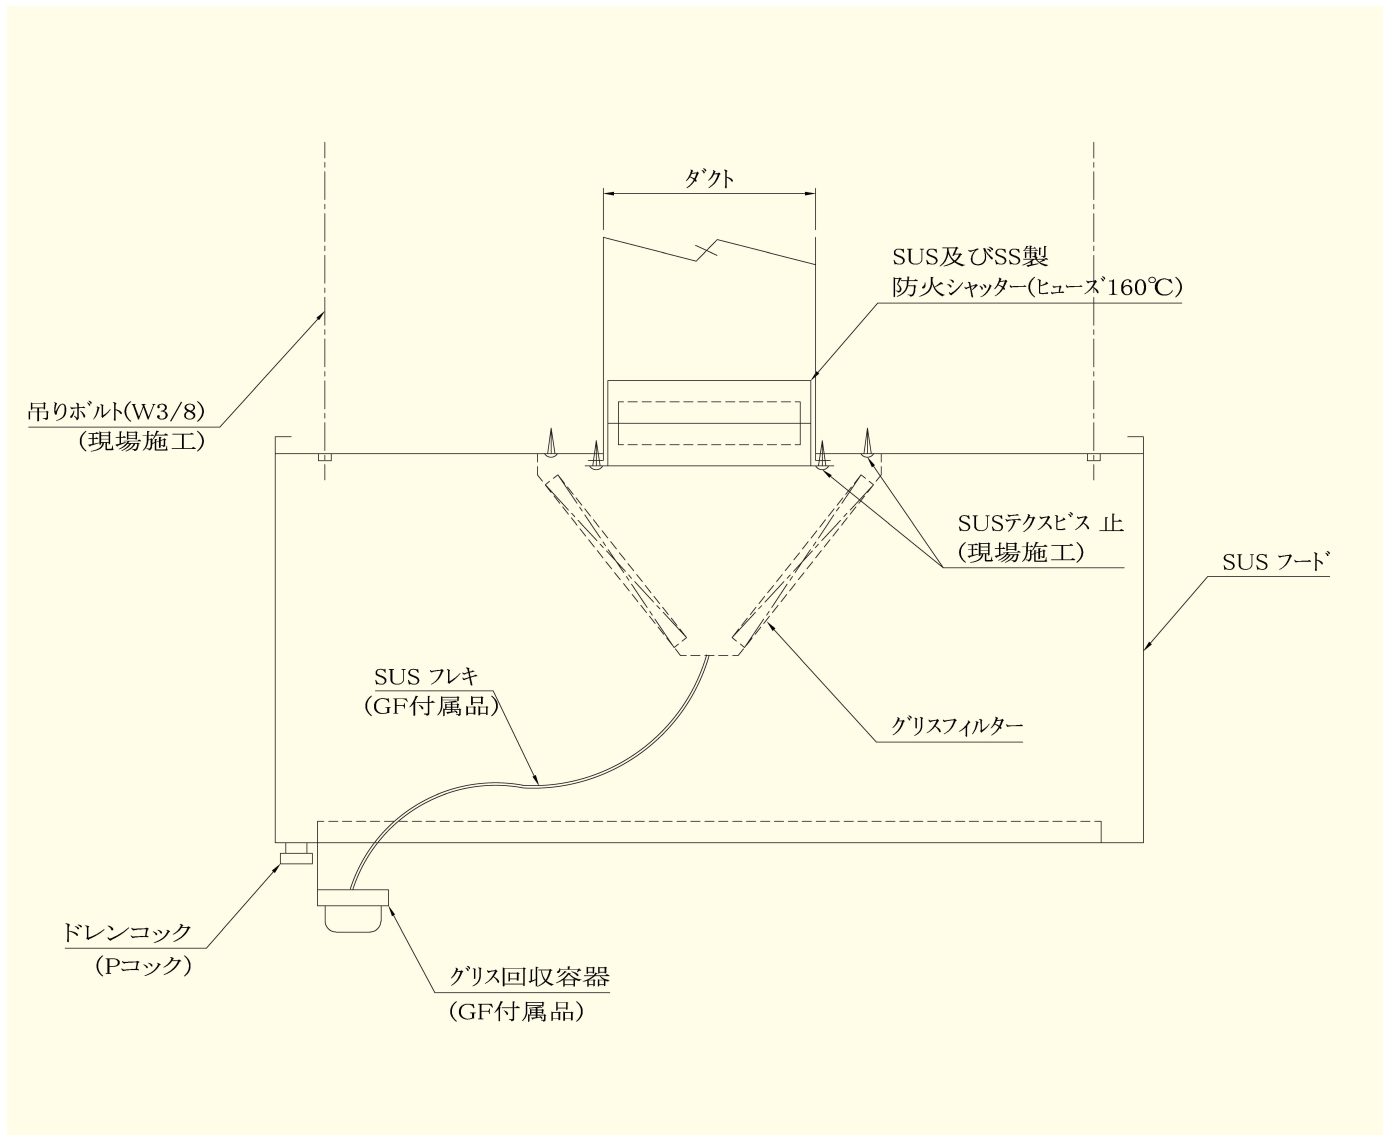 ダクト
SUS及びSS製
防火シャッター(ヒューズ160℃)
吊りボルト(W3/8)
(現場施工)
SUSテクスビス 止
(現場施工)
SUS フード
SUS フレキ
(GF付属品)
グリスフィルター
ドレンコック
(Pコック)
グリス回収容器
(GF付属品)